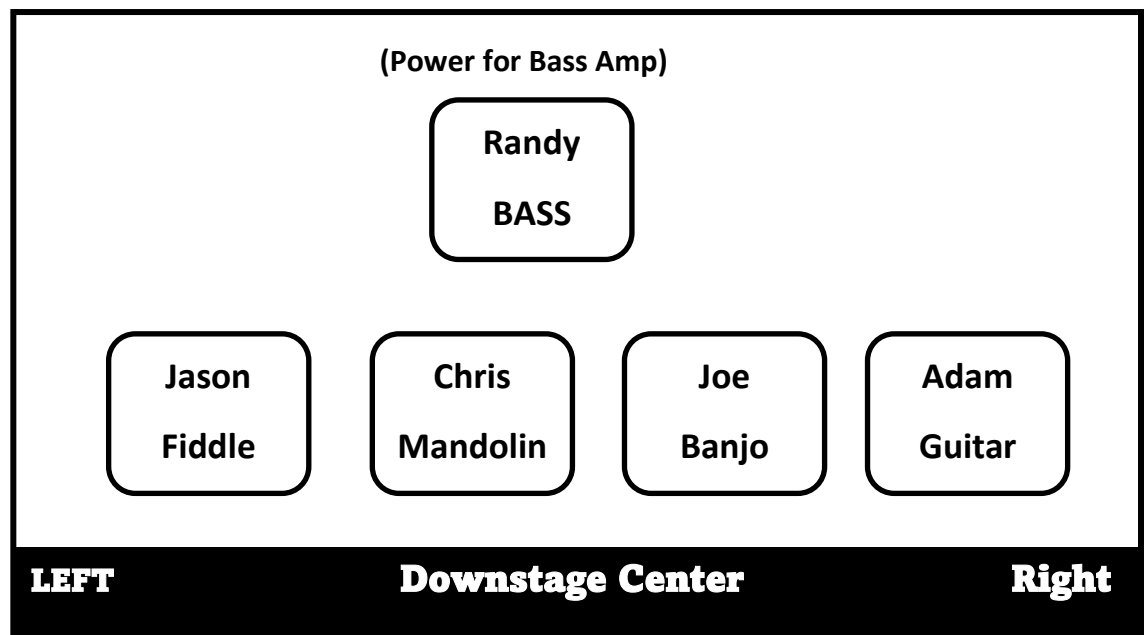 (Power for Bass Amp)
Randy
BASS
Jason
Fiddle
Chris
Mandolin
Joe
Banjo
Adam
Guitar
LEFT
Downstage Center
Right